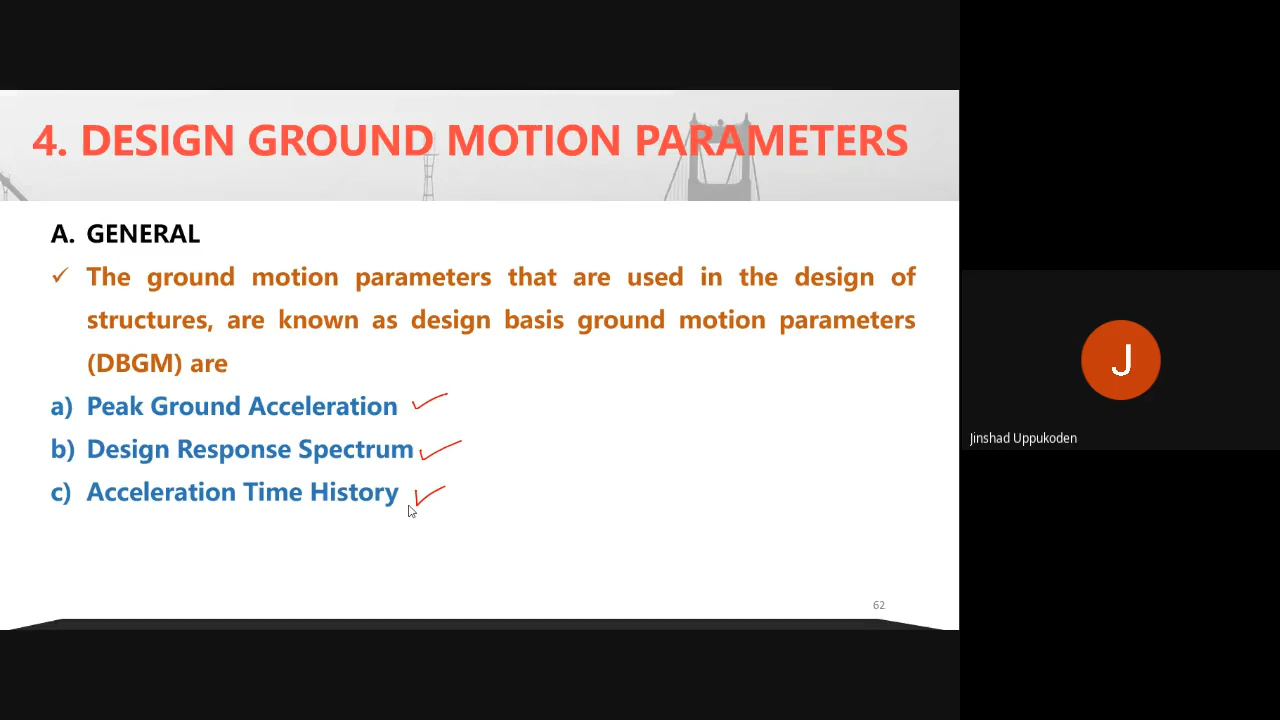 4. DESIGN GROUND MOTION PARAMETERS
A. GENERAL
✓ The ground motion parameters that are used in the design of
structures, are known as design basis ground motion parameters
(DBGM) are
a) Peak Ground Acceleration
b) Design Response Spectrum
c) Acceleration Time History
62
J
Jinshad Uppukoden